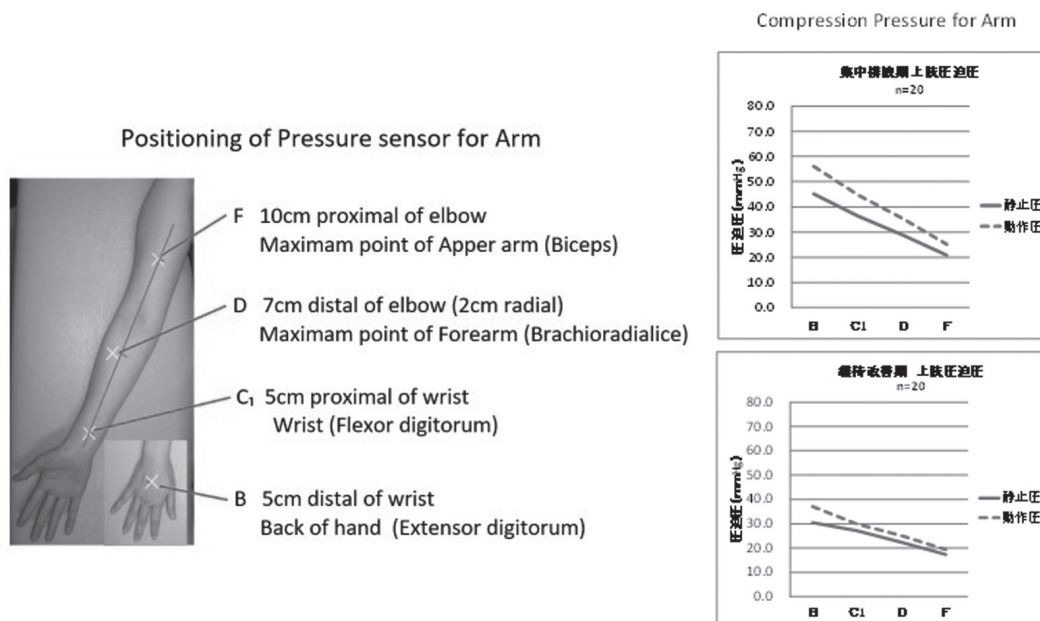 Positioning of Pressure sensor for Arm
F 10cm proximal of elbow
Maximam point of Apper arm (Biceps)
D 7cm distal of elbow (2cm radial)
Maximam point of Forearm (Brachioradialice)
C₁ 5cm proximal of wrist
Wrist (Flexor digitorum)
B 5cm distal of wrist
Back of hand (Extensor digitorum)
Compression Pressure for Arm
集中排液期 上肢圧迫圧
n=20
圧迫圧(mmHg)
80.0
70.0
60.0
50.0
40.0
30.0
20.0
10.0
0.0
B C1 D F
静止圧
動作圧
維持改善期 上肢圧迫圧
n=20
圧迫圧(mmHg)
80.0
70.0
60.0
50.0
40.0
30.0
20.0
10.0
0.0
B C1 D F
静止圧
動作圧